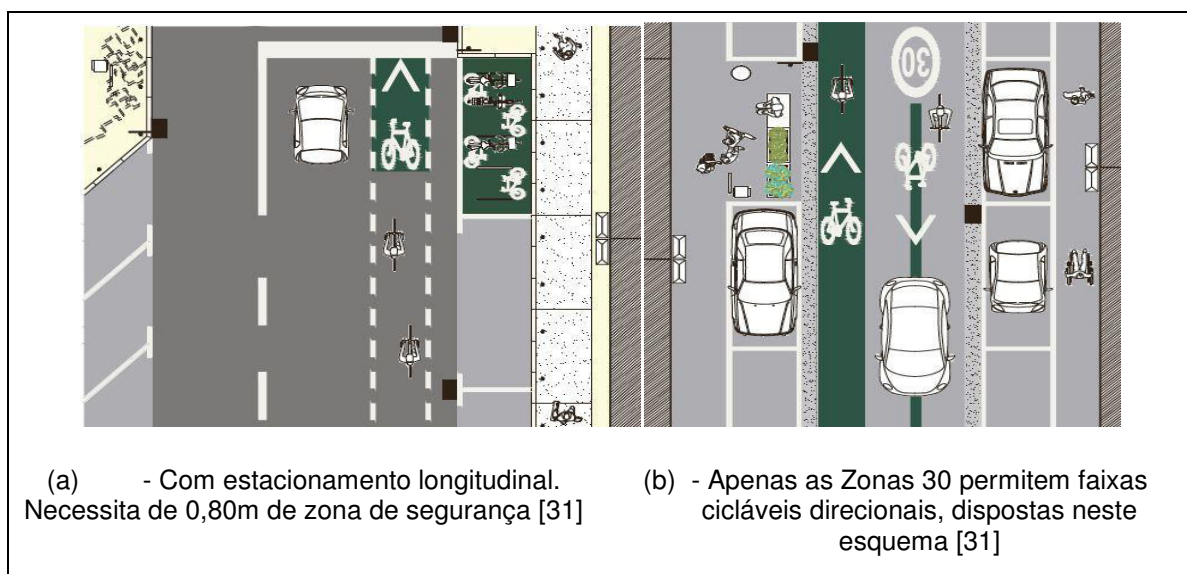 30
(a) - Com estacionamento longitudinal.
Necessita de 0,80m de zona de segurança [31]
(b) - Apenas as Zonas 30 permitem faixas
cicláveis direcionais, dispostas neste
esquema [31]